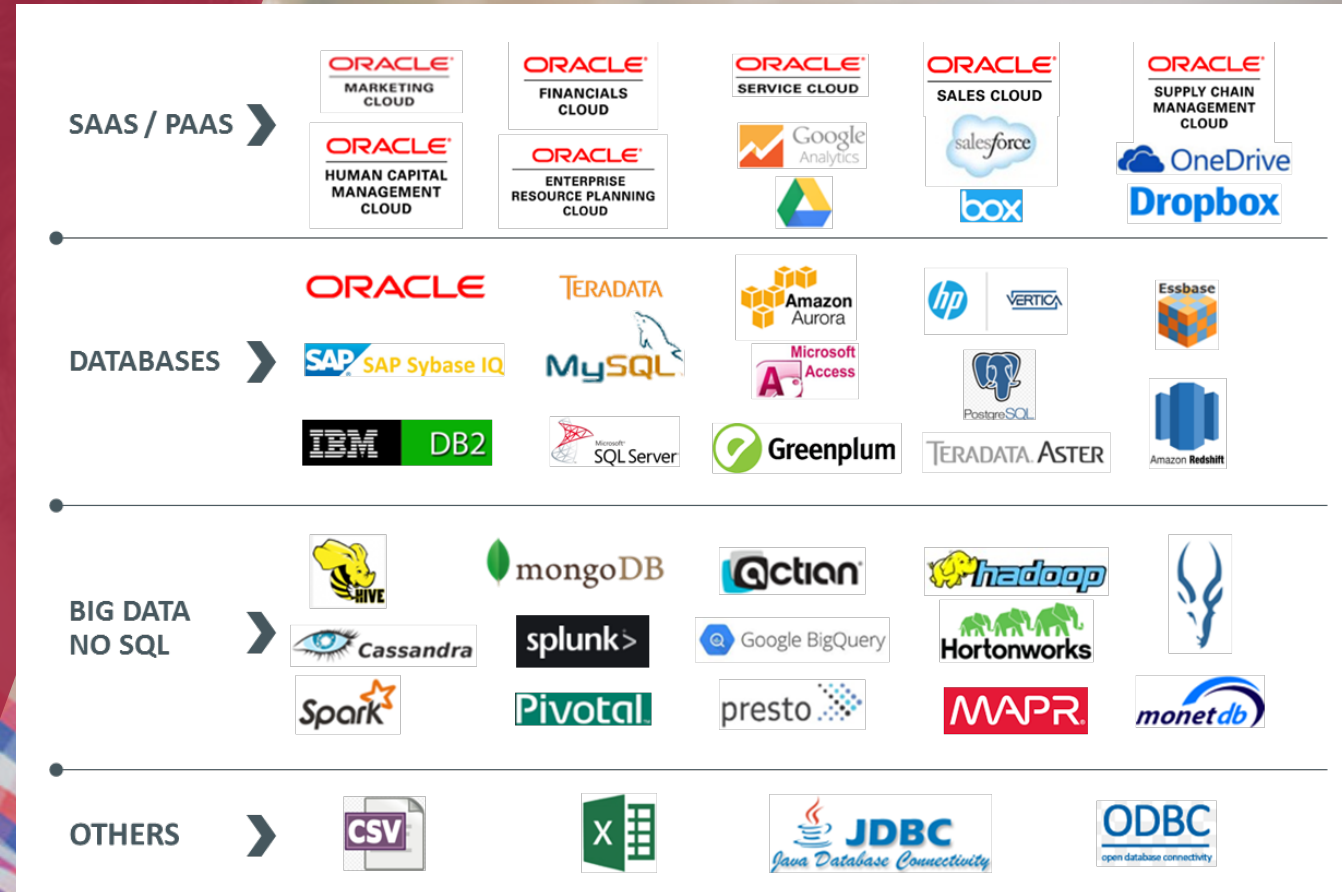 SAAS / PAAS
ORACLE®
MARKETING
CLOUD
ORACLE®
FINANCIALS
CLOUD
ORACLE®
SERVICE CLOUD
ORACLE®
SALES CLOUD
ORACLE®
SUPPLY CHAIN
MANAGEMENT
CLOUD
ORACLE®
HUMAN CAPITAL
MANAGEMENT
CLOUD
ORACLE®
ENTERPRISE
RESOURCE PLANNING
CLOUD
Google
Analytics
salesforce
OneDrive
box
Dropbox
DATABASES
ORACLE
TERADATA
Amazon
Aurora
hp
VERTICA
Essbase
SAP® SAP Sybase IQ
MySQL
Microsoft
Access
A
PostgreSQL
IBM DB2
Microsoft®
SQL Server®
Greenplum
TERADATA ASTER
Amazon Redshift
BIG DATA
NO SQL
HIVE
mongoDB
actian
hadoop
Cassandra
splunk>
Google BigQuery
Hortonworks
Spark
Pivotal
presto
MAPR®
monetdb
OTHERS
CSV
X
JDBC
Java Database Connectivity
ODBC
open database connectivity